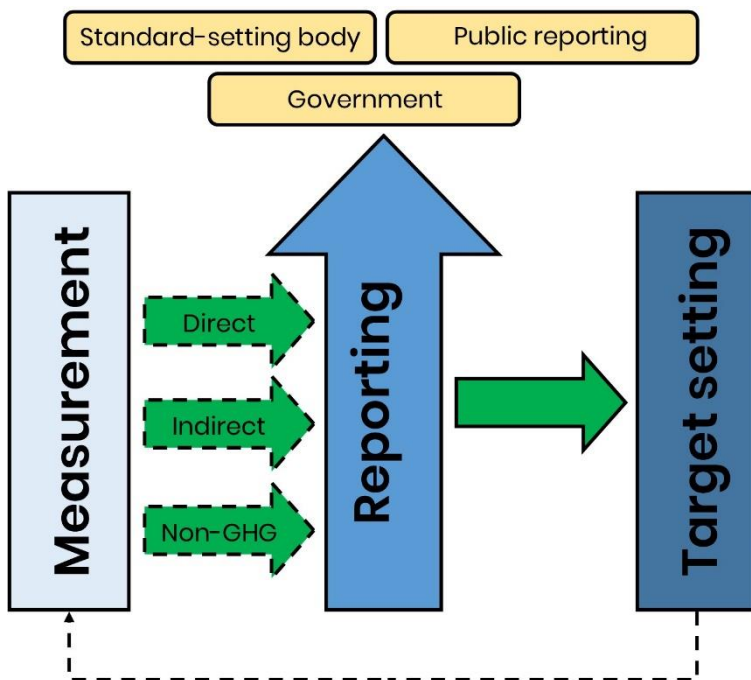 Standard-setting body
Public reporting
Government
Measurement
Direct
Indirect
Non-GHG
Reporting
Target setting